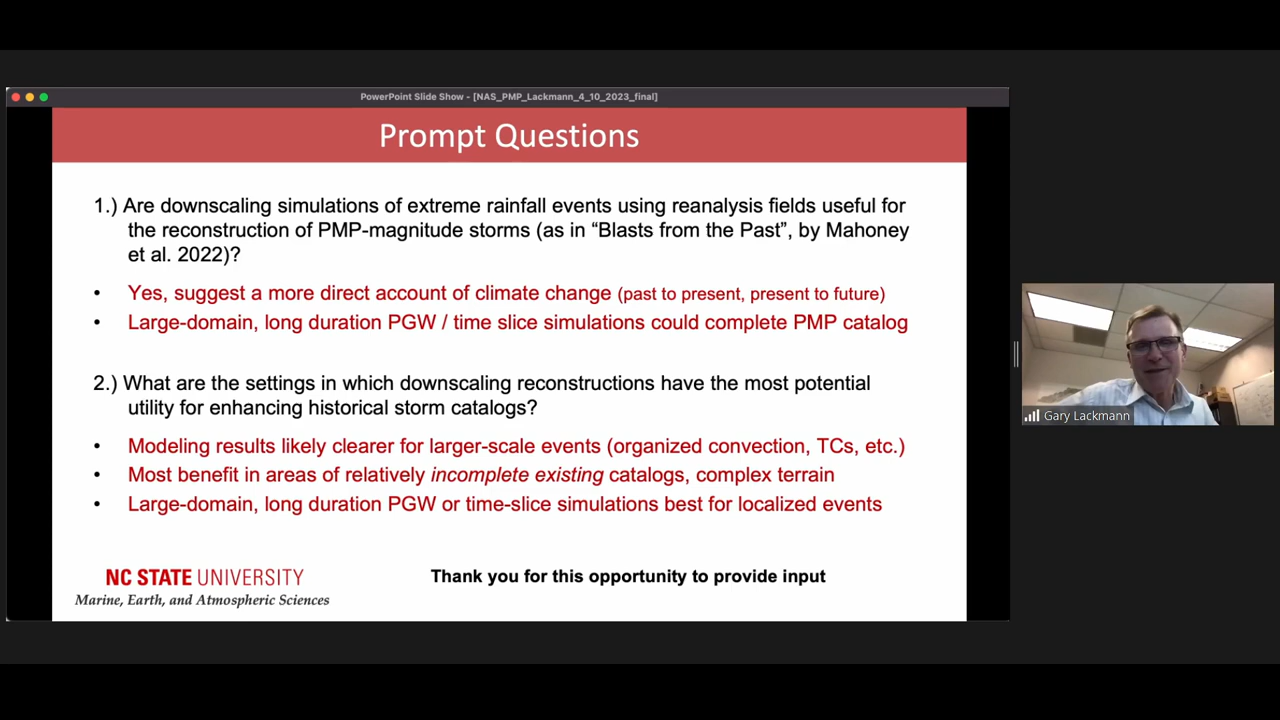 PowerPoint Slide Show - [NAS_PMP_Lackmann_4_10_2023_final]
Prompt Questions
1.) Are downscaling simulations of extreme rainfall events using reanalysis fields useful for
the reconstruction of PMP-magnitude storms (as in “Blasts from the Past”, by Mahoney
et al. 2022)?
• Yes, suggest a more direct account of climate change (past to present, present to future)
• Large-domain, long duration PGW / time slice simulations could complete PMP catalog
2.) What are the settings in which downscaling reconstructions have the most potential
utility for enhancing historical storm catalogs?
• Modeling results likely clearer for larger-scale events (organized convection, TCs, etc.)
• Most benefit in areas of relatively incomplete existing catalogs, complex terrain
• Large-domain, long duration PGW or time-slice simulations best for localized events
NC STATE UNIVERSITY
Marine, Earth, and Atmospheric Sciences
Thank you for this opportunity to provide input
Gary Lackmann